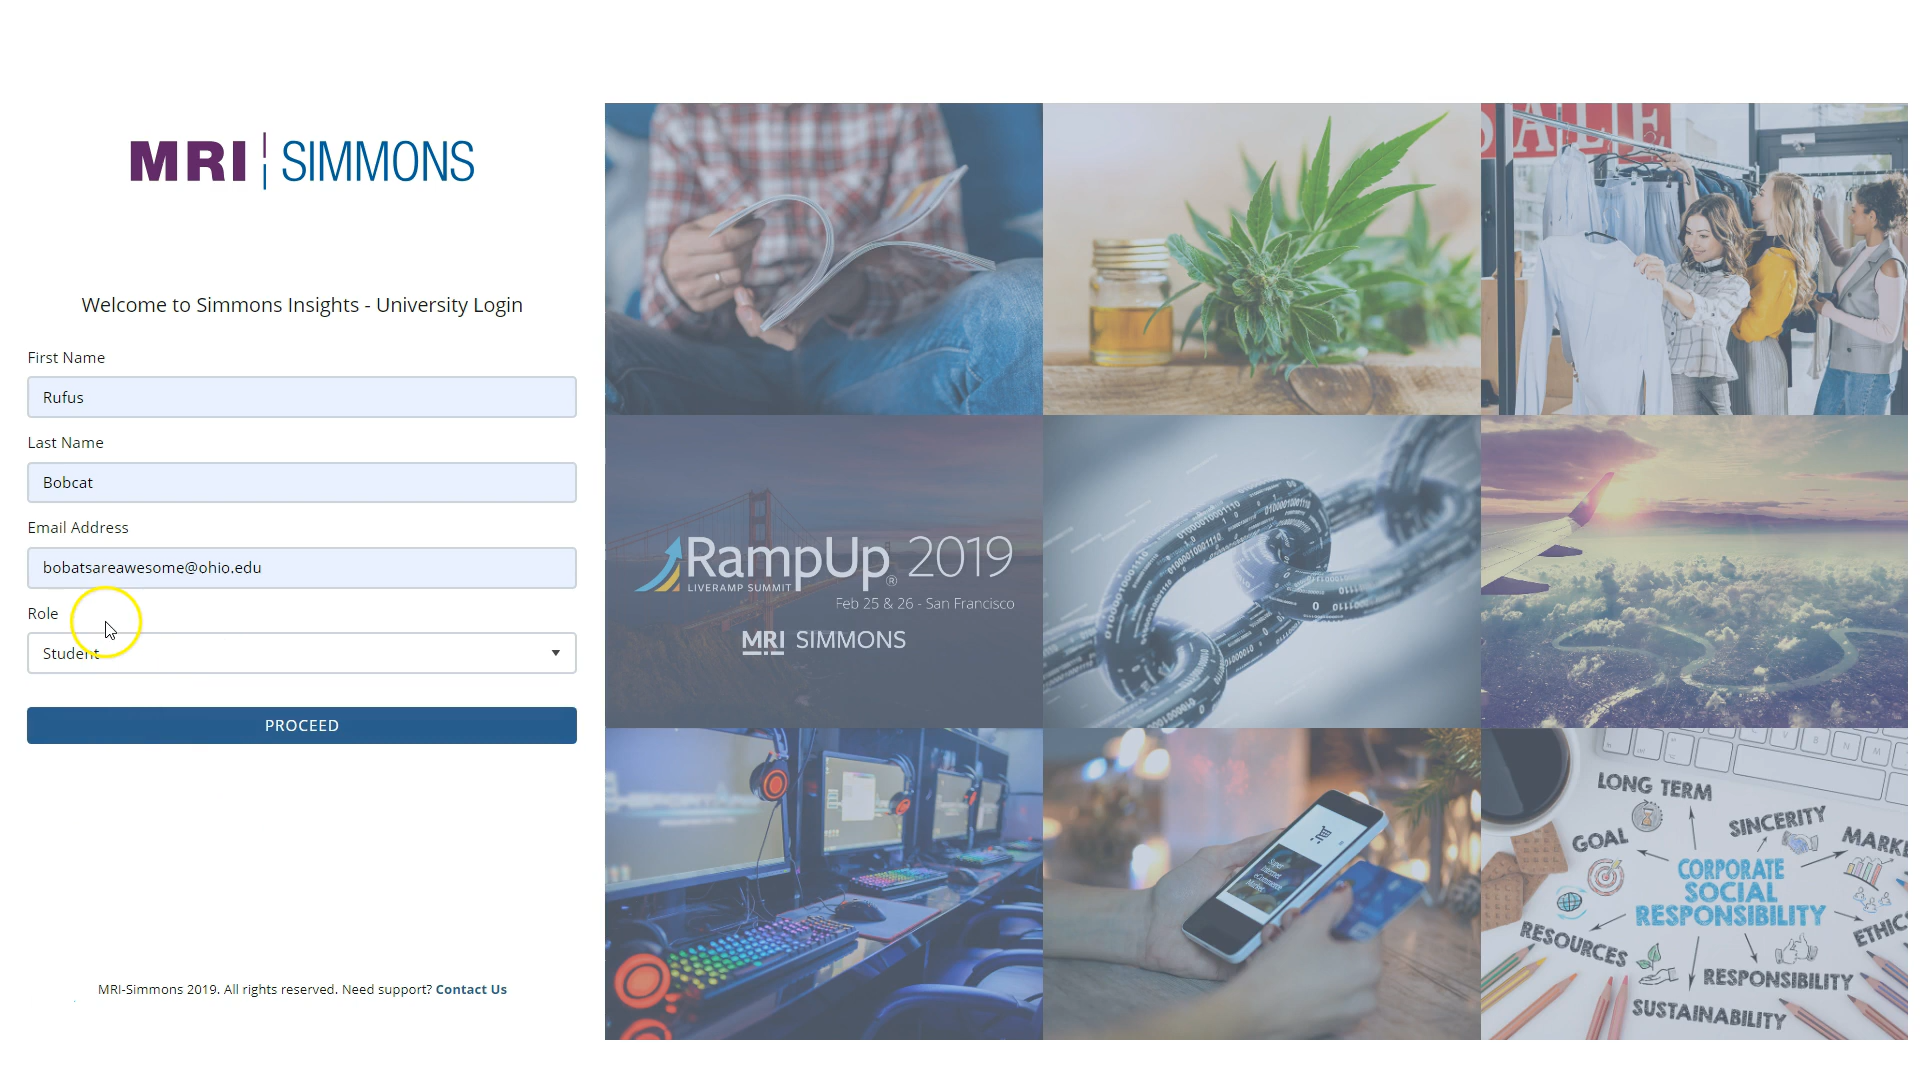 MRI SIMMONS
Welcome to Simmons Insights - University Login
First Name
Rufus
Last Name
Bobcat
Email Address
bobatsareawesome@ohio.edu
Role
Student
PROCEED
MRI-Simmons 2019. All rights reserved. Need support? Contact Us
SALE
RampUp® 2019
LIVERAMP SUMMIT
Feb 25 & 26 - San Francisco
MRI SIMMONS
LONG TERM
SINCERITY
GOAL
CORPORATE
SOCIAL
RESPONSIBILITY
RESOURCES
RESPONSIBILITY
SUSTAINABILITY